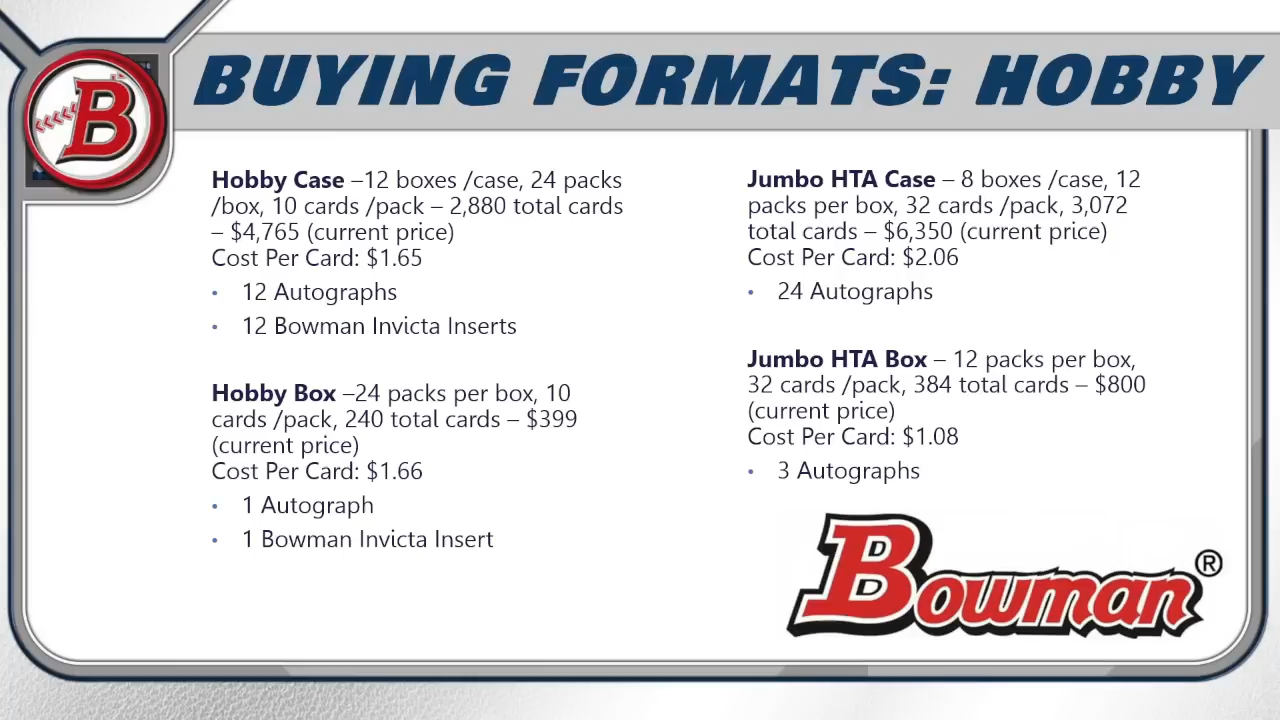 B
BUYING FORMATS: HOBBY
Hobby Case –12 boxes /case, 24 packs
/box, 10 cards /pack – 2,880 total cards
– $4,765 (current price)
Cost Per Card: $1.65
• 12 Autographs
• 12 Bowman Invicta Inserts
Hobby Box –24 packs per box, 10
cards /pack, 240 total cards – $399
(current price)
Cost Per Card: $1.66
• 1 Autograph
• 1 Bowman Invicta Insert
Jumbo HTA Case – 8 boxes /case, 12
packs per box, 32 cards /pack, 3,072
total cards – $6,350 (current price)
Cost Per Card: $2.06
• 24 Autographs
Jumbo HTA Box – 12 packs per box,
32 cards /pack, 384 total cards – $800
(current price)
Cost Per Card: $1.08
• 3 Autographs
Bowman®